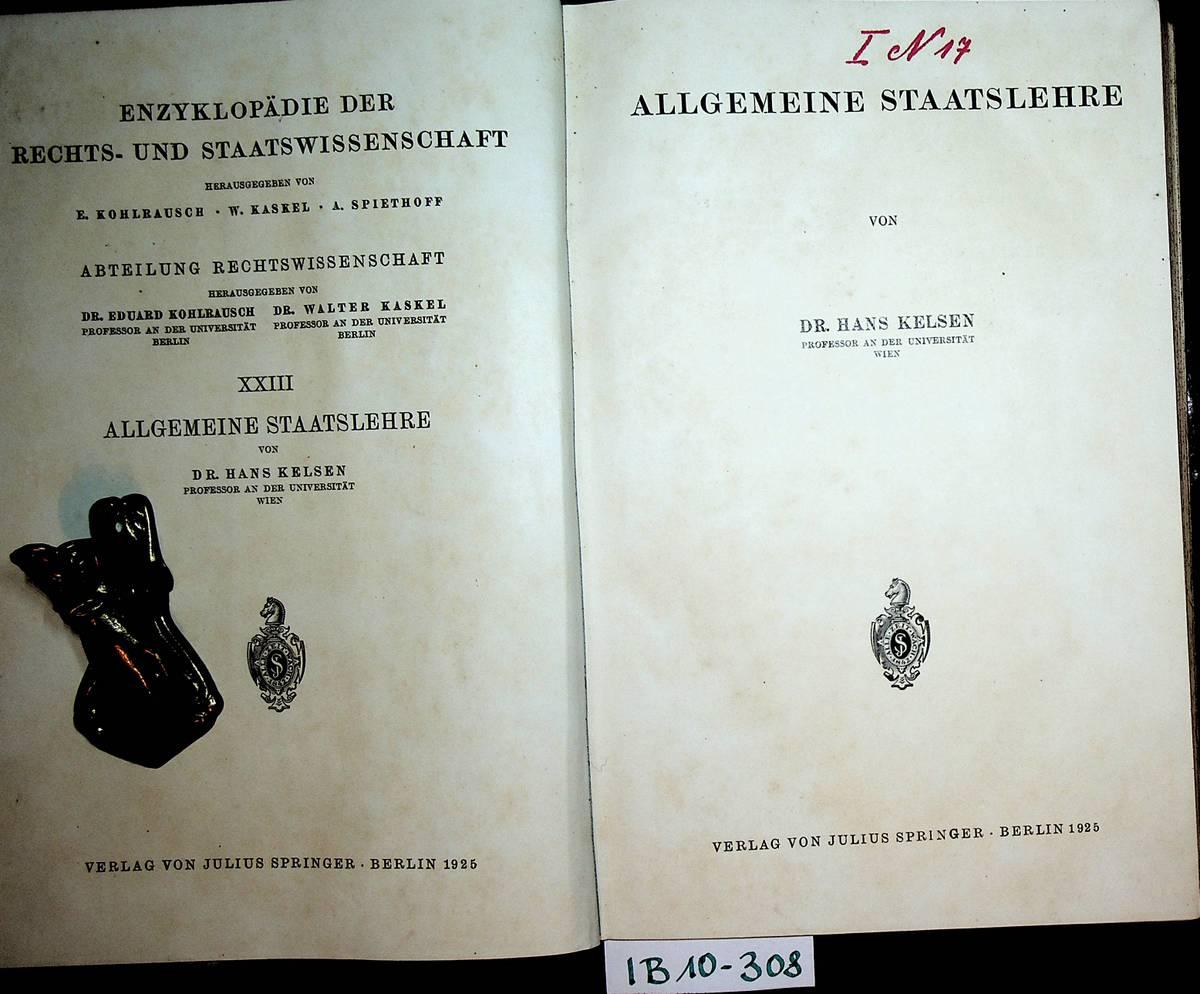 ENZYKLOPÄDIE DER
RECHTS- UND STAATSWISSENSCHAFT
HERAUSGEGEBEN VON
E. KOHLRAUSCH · W. KASKEL · A. SPIETHOFF
ABTEILUNG RECHTSWISSENSCHAFT
HERAUSGEGEBEN VON
DR. EDUARD KOHLRAUSCH DR. WALTER KASKEL
PROFESSOR AN DER UNIVERSITÄT PROFESSOR AN DER UNIVERSITÄT
BERLIN BERLIN
XXIII
ALLGEMEINE STAATSLEHRE
VON
DR. HANS KELSEN
PROFESSOR AN DER UNIVERSITÄT
WIEN
VERLAG VON JULIUS SPRINGER · BERLIN 1925
I N 17
ALLGEMEINE STAATSLEHRE
VON
DR. HANS KELSEN
PROFESSOR AN DER UNIVERSITÄT
WIEN
VERLAG VON JULIUS SPRINGER · BERLIN 1925
IB10-308